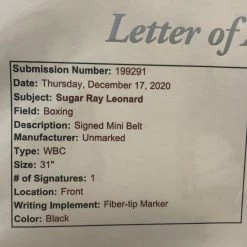 Letter of
Submission Number: 199291
Date: Thursday, December 17, 2020
Subject: Sugar Ray Leonard
Field: Boxing
Description: Signed Mini Belt
Manufacturer: Unmarked
Type: WBC
Size: 31"
# of Signatures: 1
Location: Front
Writing Implement: Fiber-tip Marker
Color: Black